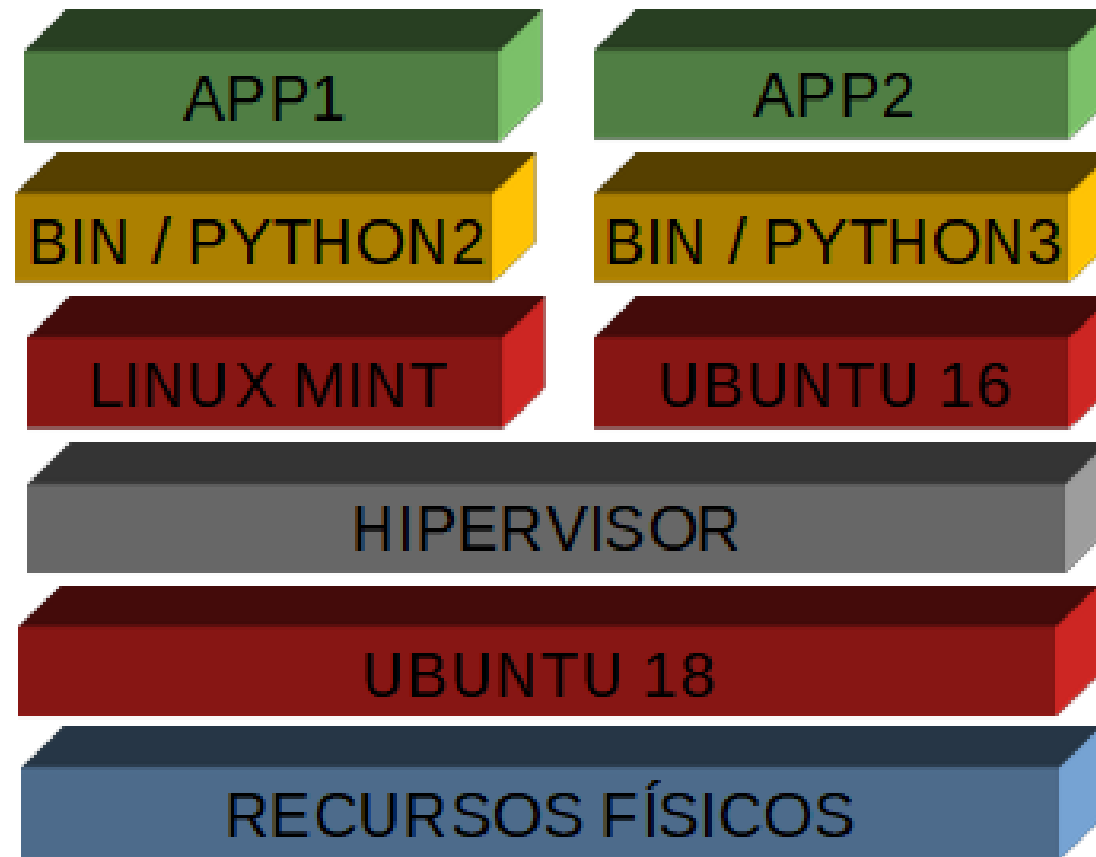 APP1
APP2
BIN / PYTHON2
BIN / PYTHON3
LINUX MINT
UBUNTU 16
HIPERVISOR
UBUNTU 18
RECURSOS FÍSICOS